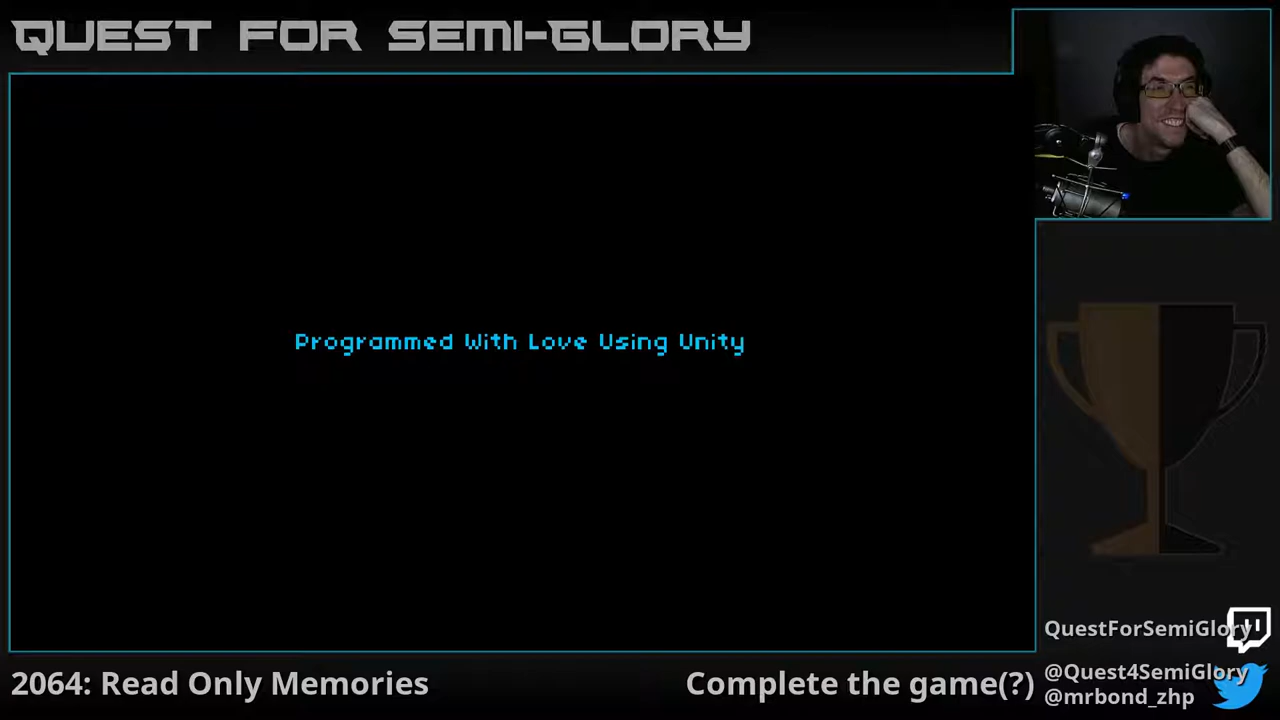 QUEST FOR SEMI-GLORY
Programmed With Love Using Unity
QuestForSemiGlory
@Quest4SemiGlory
@mrbond_zhp
2064: Read Only Memories
Complete the game(?)